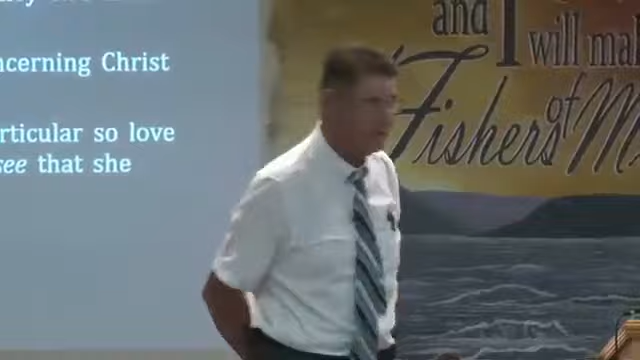 ncerning Christ
rticular so love
see that she
and I
will mak
Fishers
of M